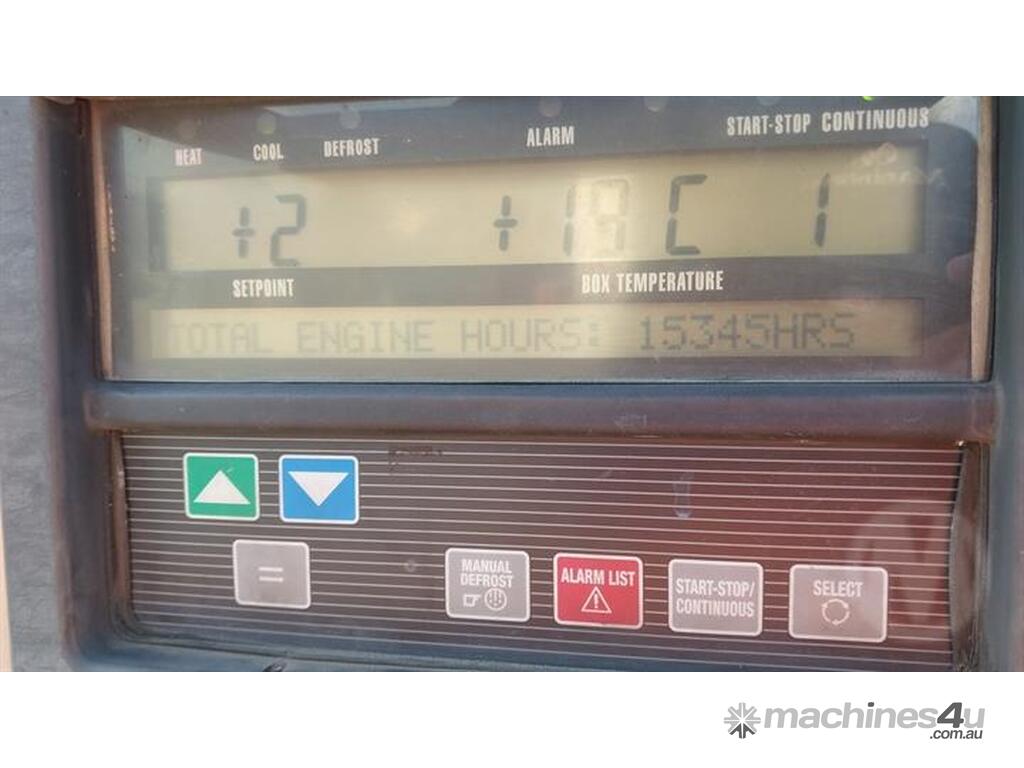 HEAT COOL DEFROST ALARM START-STOP CONTINUOUS
+2 +19 C 1
SETPOINT BOX TEMPERATURE
TOTAL ENGINE HOURS: 15345HRS
=
MANUAL DEFROST
ALARM LIST
START-STOP/
CONTINUOUS
SELECT
machines4u
.com.au